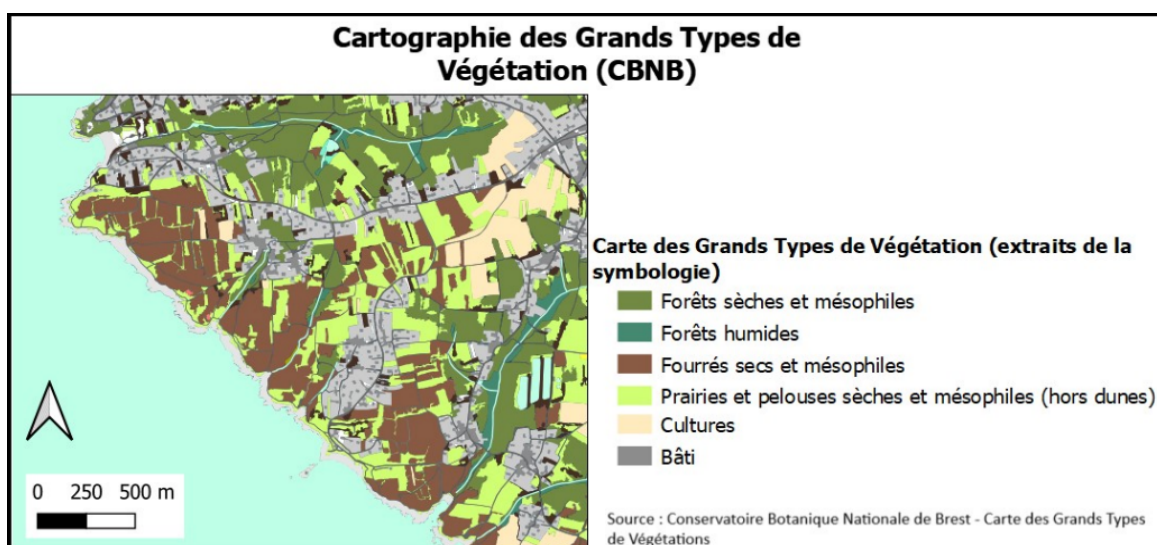 Cartographie des Grands Types de
Végétation (CBNB)
Carte des Grands Types de Végétation (extraits de la
symbologie)
Forêts sèches et mésophiles
Forêts humides
Fourrés secs et mésophiles
Prairies et pelouses sèches et mésophiles (hors dunes)
Cultures
Bâti
0 250 500 m
Source : Conservatoire Botanique Nationale de Brest - Carte des Grands Types
de Végétations